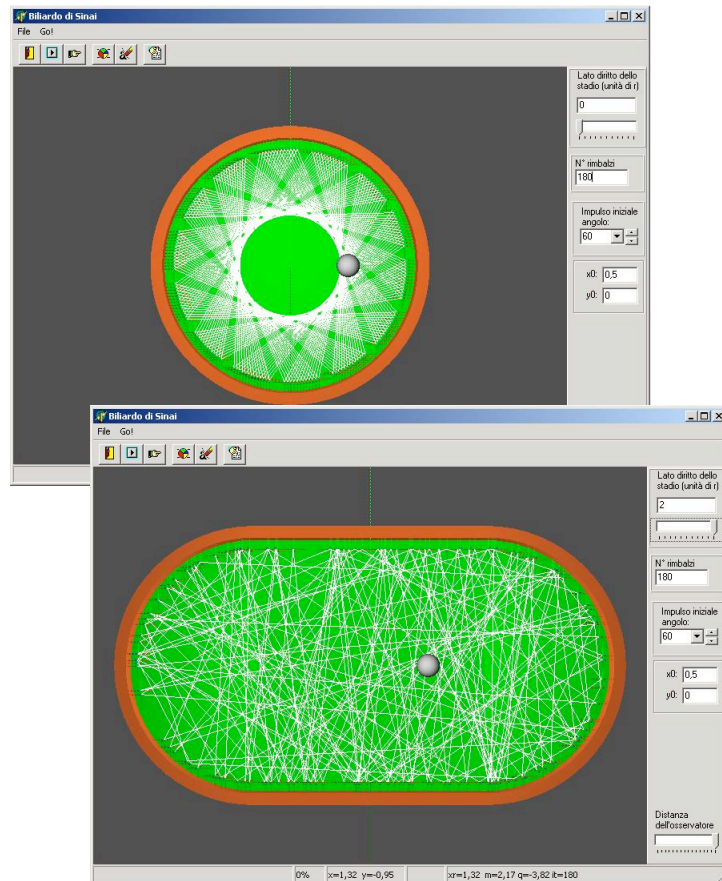 Biliardo di Sinai
File Go!
Lato diritto dello
stadio (unità di r)
0
N° rimbalzi
180
Impulso iniziale
angolo:
60
x0: 0,5
y0: 0
Biliardo di Sinai
File Go!
Lato diritto dello
stadio (unità di r)
2
N° rimbalzi
180
Impulso iniziale
angolo:
60
x0: 0,5
y0: 0
Distanza
dell'osservatore
0% x=1,32 y=-0,95 xr=1,32 m=2,17 q=-3,82 it=180